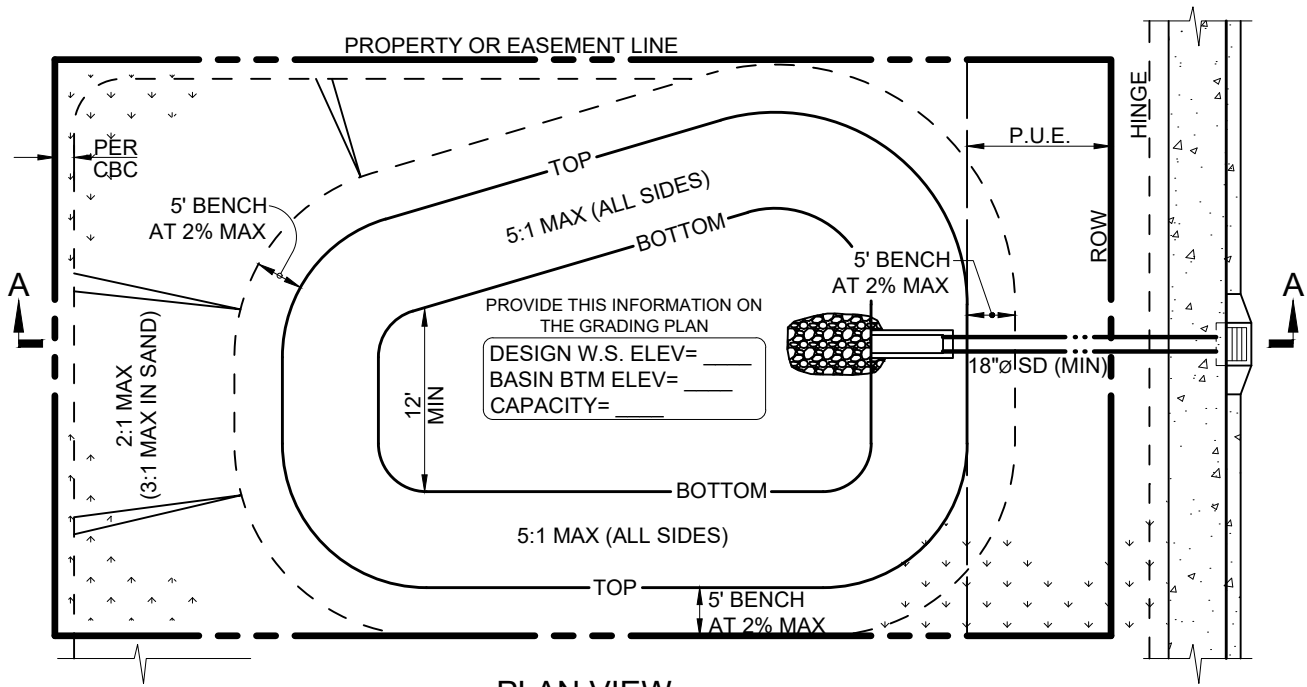 PROPERTY OR EASEMENT LINE
HINGE
PER
CBC
P.U.E.
TOP
5' BENCH
AT 2% MAX
5:1 MAX (ALL SIDES)
BOTTOM
ROW
5' BENCH
AT 2% MAX
A
A
PROVIDE THIS INFORMATION ON
THE GRADING PLAN
DESIGN W.S. ELEV= ____
BASIN BTM ELEV= ____
CAPACITY= ____
18"Ø SD (MIN)
12'
MIN
2:1 MAX
(3:1 MAX IN SAND)
BOTTOM
5:1 MAX (ALL SIDES)
TOP
5' BENCH
AT 2% MAX
PLAN VIEW